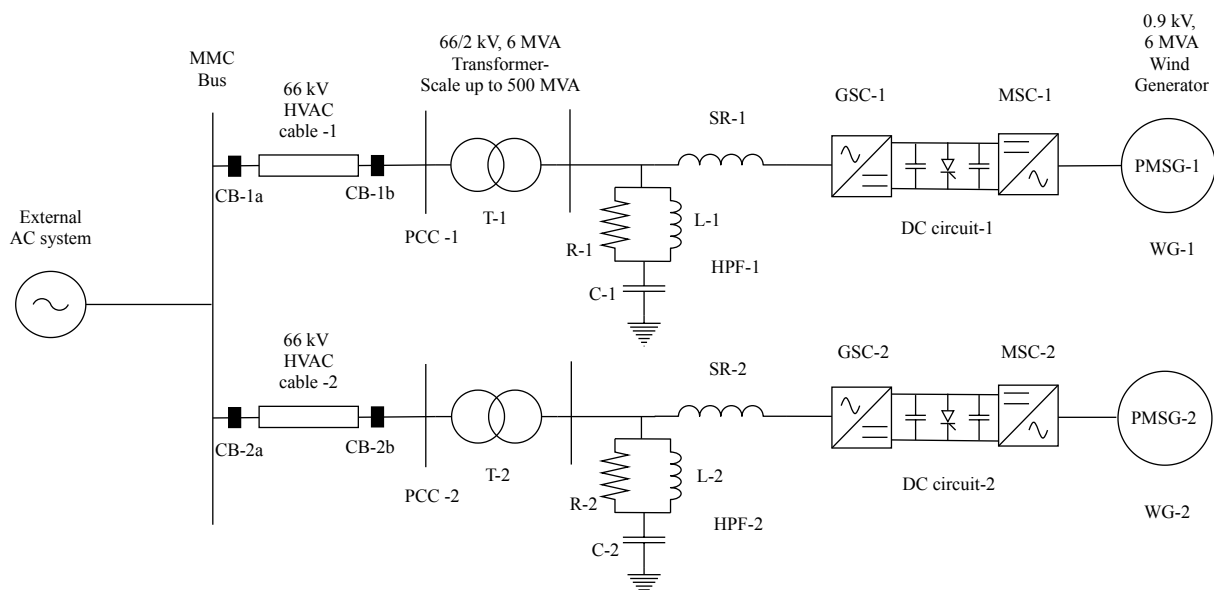 MMC
Bus
66 kV
HVAC
cable -1
66/2 kV, 6 MVA
Transformer-
Scale up to 500 MVA
0.9 kV,
6 MVA
Wind
Generator
SR-1
GSC-1
MSC-1
CB-1a
CB-1b
PCC -1
T-1
R-1
L-1
HPF-1
C-1
DC circuit-1
PMSG-1
WG-1
External
AC system
66 kV
HVAC
cable -2
SR-2
GSC-2
MSC-2
CB-2a
CB-2b
PCC -2
T-2
R-2
L-2
HPF-2
C-2
DC circuit-2
PMSG-2
WG-2